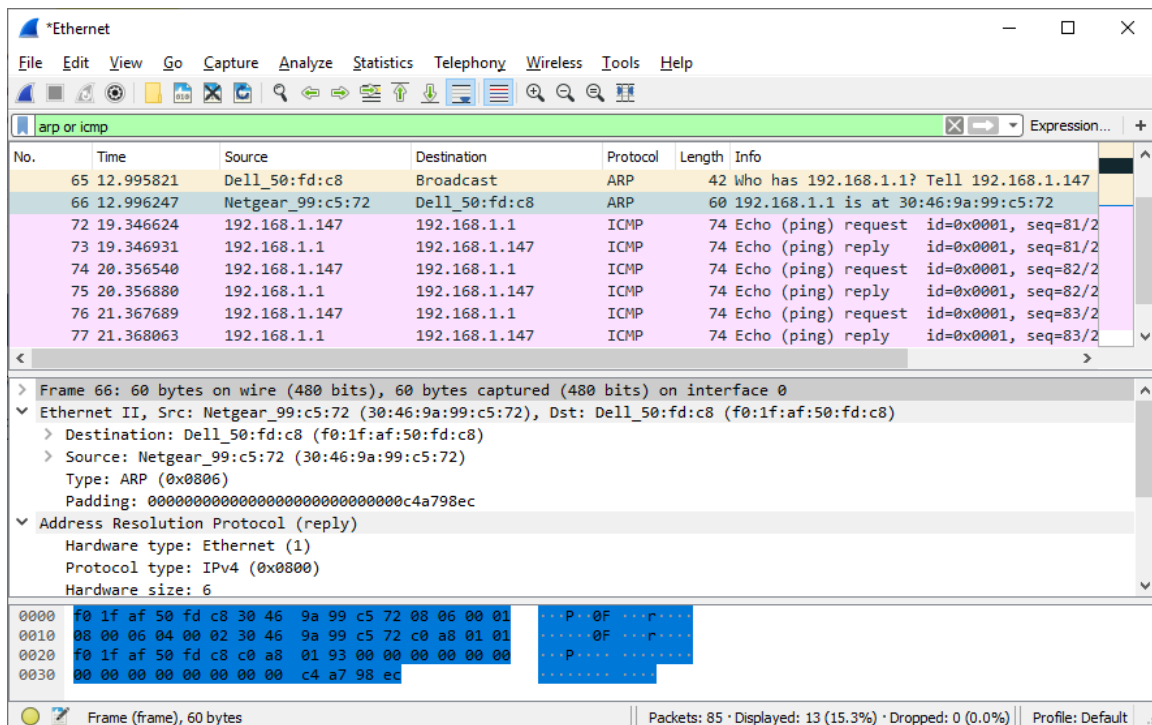 *Ethernet
File Edit View Go Capture Analyze Statistics Telephony Wireless Tools Help
arp or icmp Expression... +
No. Time Source Destination Protocol Length Info
65 12.995821 Dell_50:fd:c8 Broadcast ARP 42 Who has 192.168.1.1? Tell 192.168.1.147
66 12.996247 Netgear_99:c5:72 Dell_50:fd:c8 ARP 60 192.168.1.1 is at 30:46:9a:99:c5:72
72 19.346624 192.168.1.147 192.168.1.1 ICMP 74 Echo (ping) request id=0x0001, seq=81/2
73 19.346931 192.168.1.1 192.168.1.147 ICMP 74 Echo (ping) reply id=0x0001, seq=81/2
74 20.356540 192.168.1.147 192.168.1.1 ICMP 74 Echo (ping) request id=0x0001, seq=82/2
75 20.356880 192.168.1.1 192.168.1.147 ICMP 74 Echo (ping) reply id=0x0001, seq=82/2
76 21.367689 192.168.1.147 192.168.1.1 ICMP 74 Echo (ping) request id=0x0001, seq=83/2
77 21.368063 192.168.1.1 192.168.1.147 ICMP 74 Echo (ping) reply id=0x0001, seq=83/2
Frame 66: 60 bytes on wire (480 bits), 60 bytes captured (480 bits) on interface 0
Ethernet II, Src: Netgear_99:c5:72 (30:46:9a:99:c5:72), Dst: Dell_50:fd:c8 (f0:1f:af:50:fd:c8)
Destination: Dell_50:fd:c8 (f0:1f:af:50:fd:c8)
Source: Netgear_99:c5:72 (30:46:9a:99:c5:72)
Type: ARP (0x0806)
Padding: 0000000000000000000000000000c4a798ec
Address Resolution Protocol (reply)
Hardware type: Ethernet (1)
Protocol type: IPv4 (0x0800)
Hardware size: 6
0000 f0 1f af 50 fd c8 30 46 9a 99 c5 72 08 06 00 01 ···P··0F ···r····
0010 08 00 06 04 00 02 30 46 9a 99 c5 72 c0 a8 01 01 ······0F ···r····
0020 f0 1f af 50 fd c8 c0 a8 01 93 00 00 00 00 00 00 ···P···· ········
0030 00 00 00 00 00 00 00 00 c4 a7 98 ec ········ ····
Frame (frame), 60 bytes Packets: 85 · Displayed: 13 (15.3%) · Dropped: 0 (0.0%) Profile: Default